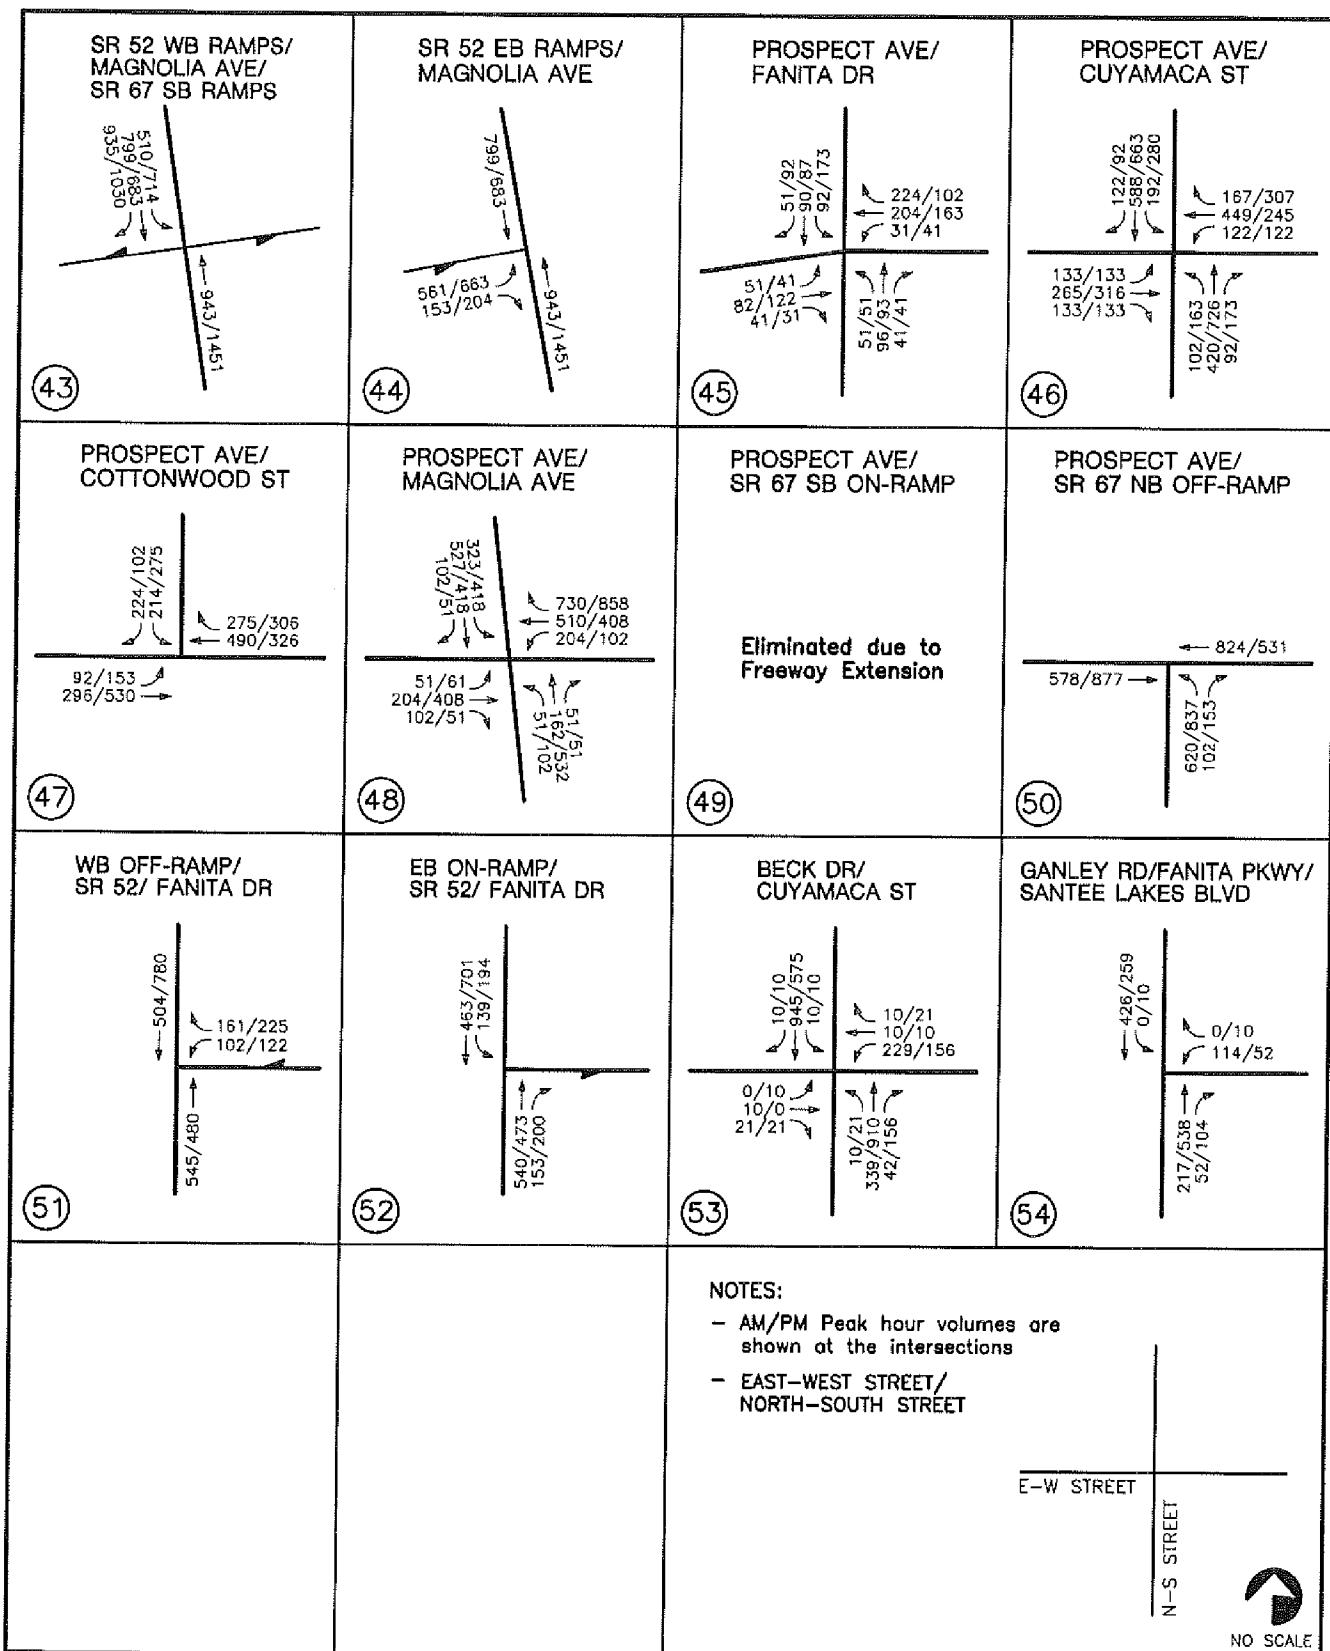 SR 52 WB RAMPS/
MAGNOLIA AVE/
SR 67 SB RAMPS
510/714
799/683
935/1030
943/1451
43
SR 52 EB RAMPS/
MAGNOLIA AVE
799/683
561/663
153/204
943/1451
44
PROSPECT AVE/
FANITA DR
51/92
90/87
92/173
224/102
204/163
31/41
51/41
82/122
41/31
51/51
96/93
41/41
45
PROSPECT AVE/
CUYAMACA ST
122/92
588/663
192/280
167/307
449/245
122/122
133/133
265/316
133/133
102/163
420/726
92/173
46
PROSPECT AVE/
COTTONWOOD ST
224/102
214/275
275/306
490/326
92/153
296/530
47
PROSPECT AVE/
MAGNOLIA AVE
323/418
527/418
102/51
730/858
510/408
204/102
51/61
204/408
102/51
51/51
162/532
51/102
48
PROSPECT AVE/
SR 67 SB ON-RAMP
Eliminated due to
Freeway Extension
49
PROSPECT AVE/
SR 67 NB OFF-RAMP
824/531
578/877
620/837
102/153
50
WB OFF-RAMP/
SR 52/ FANITA DR
504/780
161/225
102/122
545/480
51
EB ON-RAMP/
SR 52/ FANITA DR
463/701
139/194
540/473
153/200
52
BECK DR/
CUYAMACA ST
10/10
945/575
10/10
10/21
10/10
229/156
0/10
10/0
21/21
10/21
339/910
42/156
53
GANLEY RD/FANITA PKWY/
SANTEE LAKES BLVD
426/259
0/10
0/10
114/52
217/538
52/104
54
NOTES:
- AM/PM Peak hour volumes are
shown at the intersections
- EAST-WEST STREET/
NORTH-SOUTH STREET
E-W STREET
N-S STREET
NO SCALE